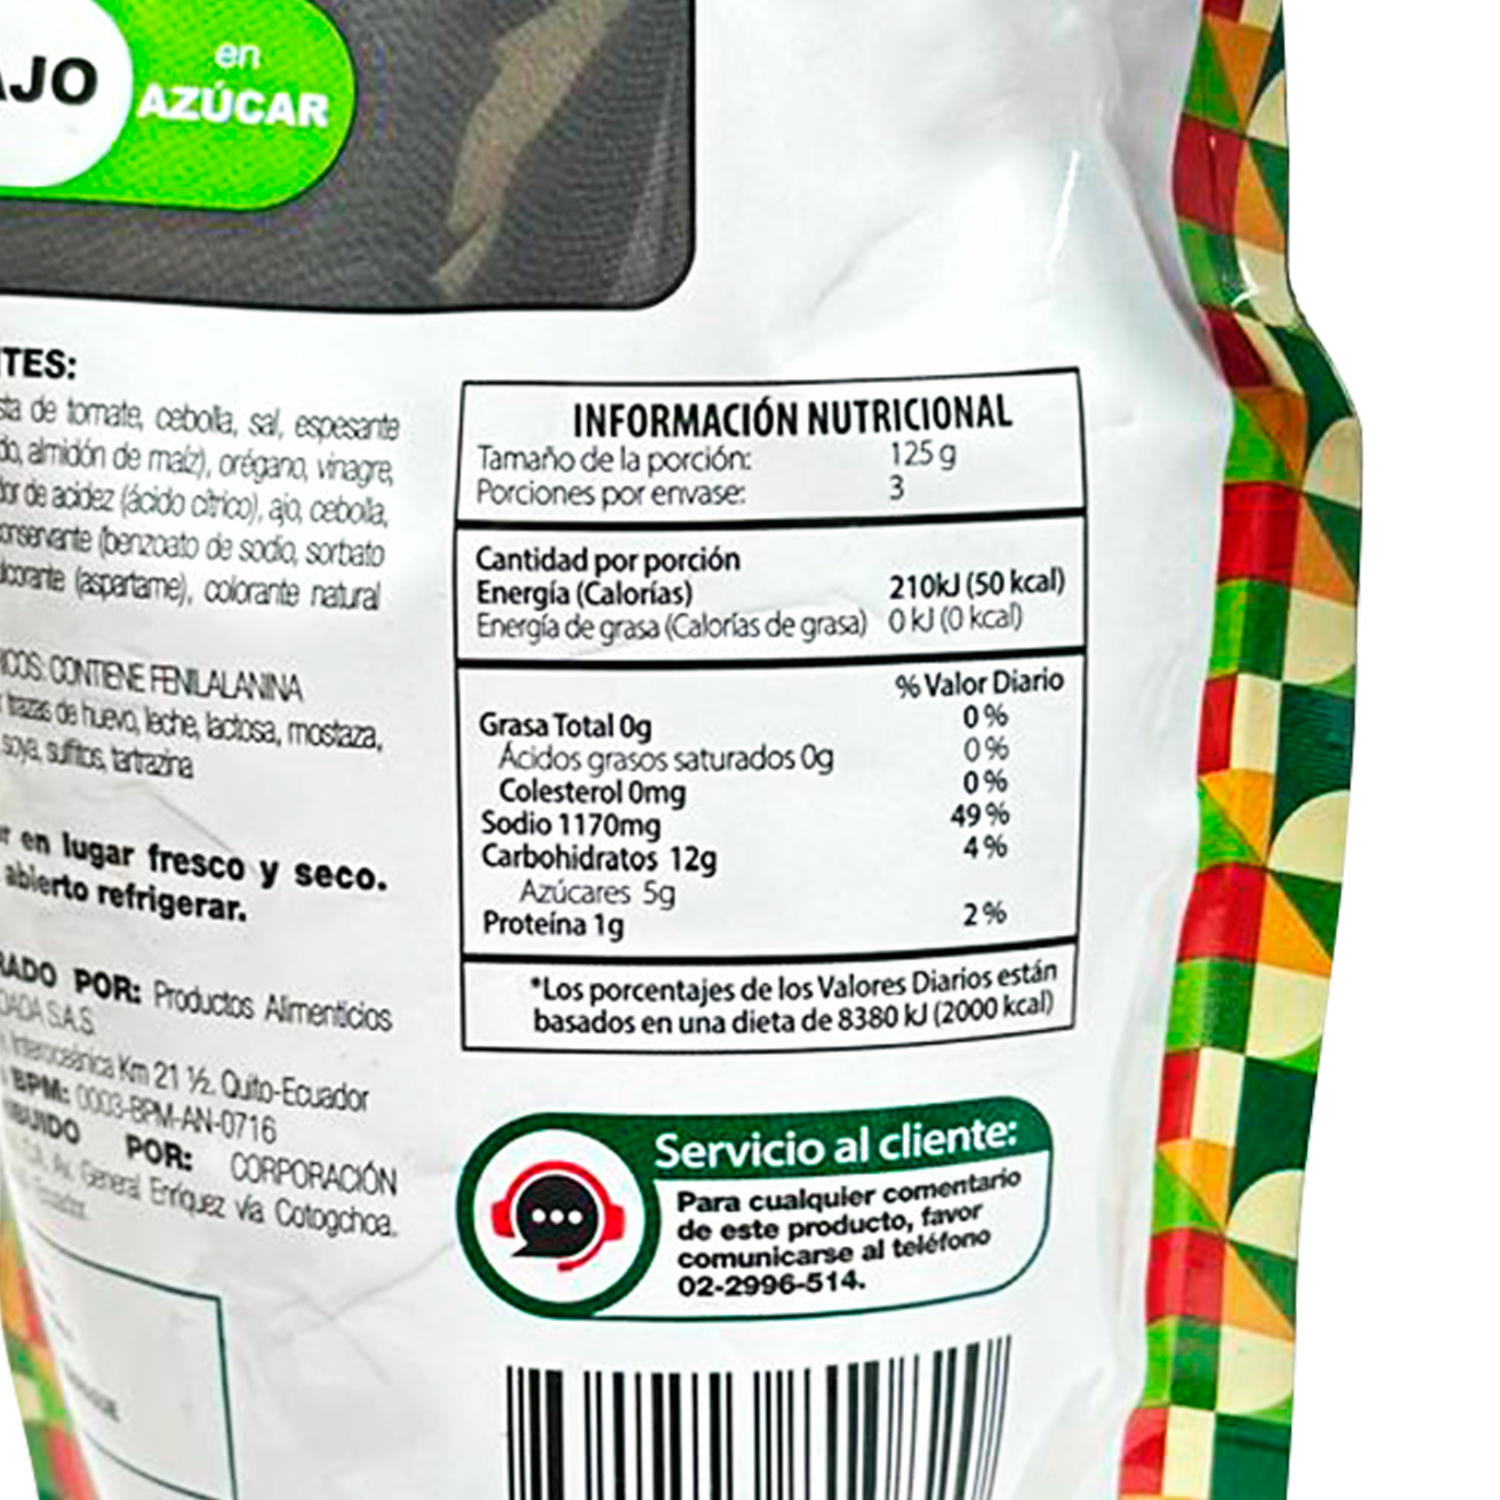 AJO
en
AZÚCAR
TES:
sta de tomate, cebolla, sal, espesante
do, almidón de maíz), orégano, vinagre,
dor de acidez (ácido cítrico), ajo, cebolla,
onservante (benzoato de sodio, sorbato
lcorante (aspartame), colorante natural
ICOS: CONTIENE FENILALANINA
trazas de huevo, leche, lactosa, mostaza,
soya, sulfitos, tartrazina
r en lugar fresco y seco.
abierto refrigerar.
RADO POR: Productos Alimenticios
DADA S.A.S
Interoceánica Km 21 ½. Quito-Ecuador
BPM: 0003-BPM-AN-0716
IBUIDO POR: CORPORACIÓN
Av. General Enríquez vía Cotogchoa.
Ecuador.
INFORMACIÓN NUTRICIONAL
Tamaño de la porción: 125 g
Porciones por envase: 3
Cantidad por porción
Energía (Calorías) 210kJ (50 kcal)
Energía de grasa (Calorías de grasa) 0 kJ (0 kcal)
% Valor Diario
Grasa Total 0g 0 %
Ácidos grasos saturados 0g 0 %
Colesterol 0mg 0 %
Sodio 1170mg 49 %
Carbohidratos 12g 4 %
Azúcares 5g
Proteína 1g 2 %
*Los porcentajes de los Valores Diarios están
basados en una dieta de 8380 kJ (2000 kcal)
Servicio al cliente:
Para cualquier comentario
de este producto, favor
comunicarse al teléfono
02-2996-514.